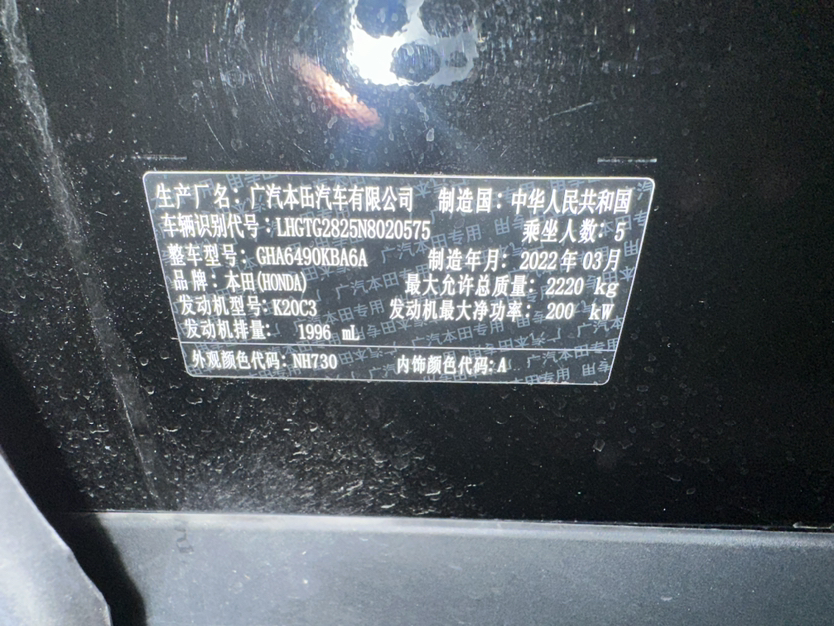 生产厂名：广汽本田汽车有限公司 制造国：中华人民共和国
车辆识别代号：LHGTG2825N8020575 乘坐人数：5
整车型号：GHA6490KBA6A 制造年月：2022年03月
品牌：本田(HONDA) 最大允许总质量：2220 kg
发动机型号：K20C3 发动机最大净功率：200 kW
发动机排量： 1996 mL
外观颜色代码：NH730 内饰颜色代码：A